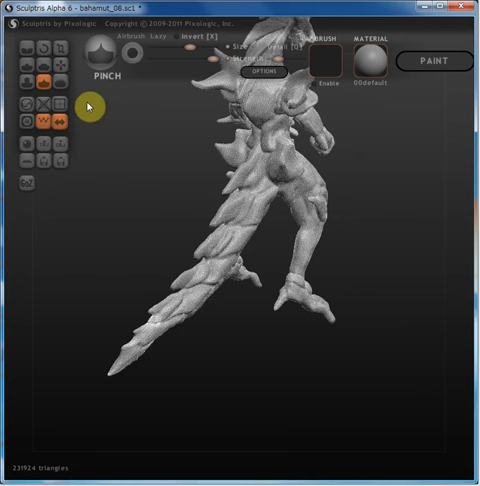 Sculptris Alpha 6 - bahamut_08.sc1 *
Sculptris by Pixologic Copyright © 2009-2011 Pixologic, Inc.
Airbrush Lazy Invert [X]
Size Detail [Q]
Strength
PINCH
OPTIONS
BRUSH
Enable
MATERIAL
00default
PAINT
GoZ
231924 triangles